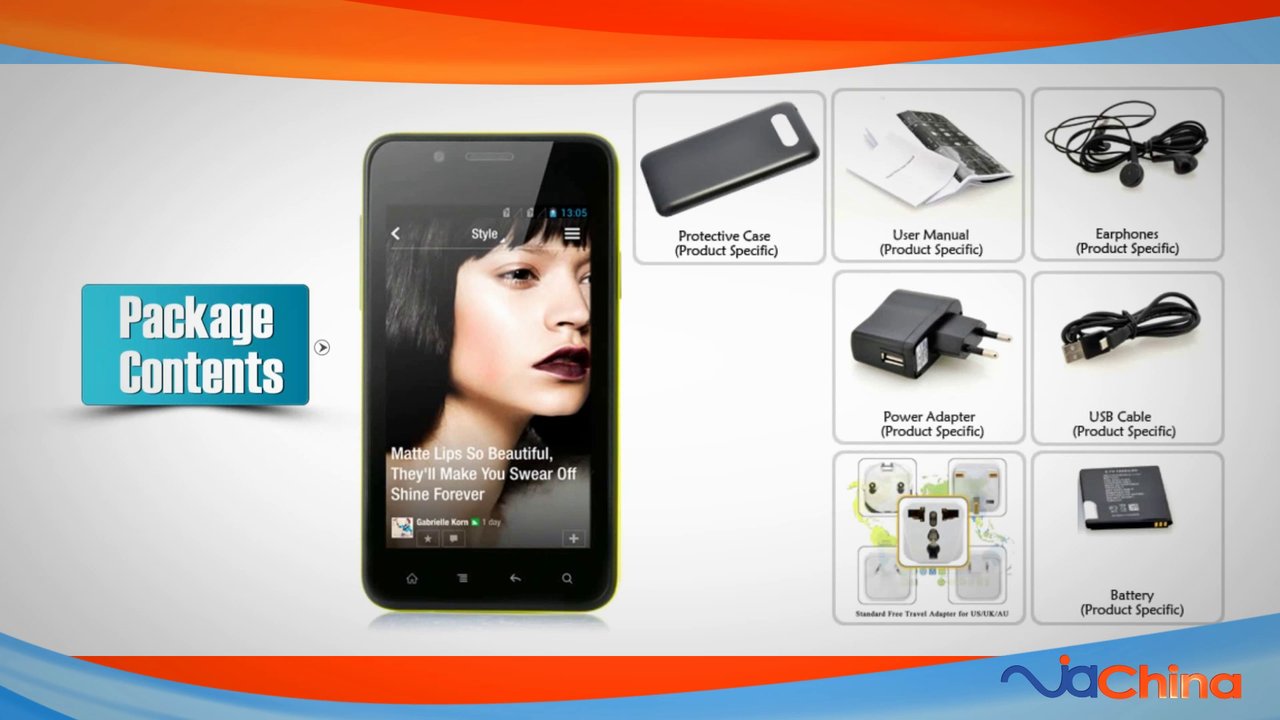 Package
Contents
13:05
Style
Matte Lips So Beautiful,
They'll Make You Swear Off
Shine Forever
Gabrielle Korn 1 day
Protective Case
(Product Specific)
User Manual
(Product Specific)
Earphones
(Product Specific)
Power Adapter
(Product Specific)
USB Cable
(Product Specific)
Standard Free Travel Adapter for US/UK/AU
Battery
(Product Specific)
ViaChina